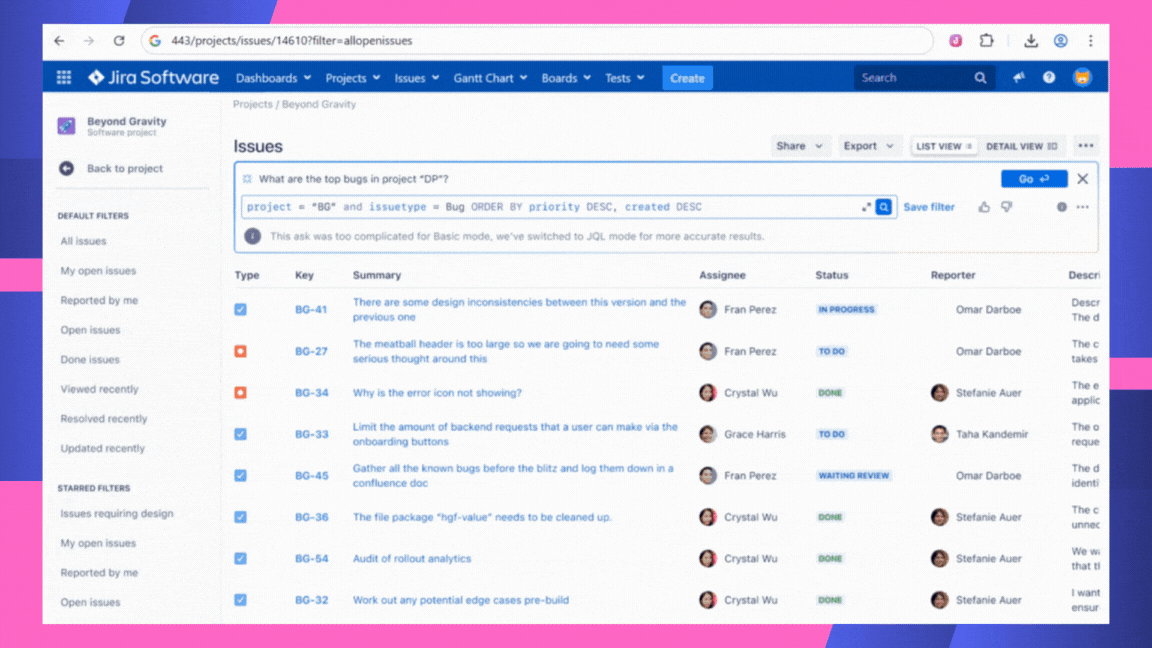 443/projects/issues/14610?filter=allopenissues
Jira Software Dashboards Projects Issues Gantt Chart Boards Tests Create Search
Projects / Beyond Gravity
Beyond Gravity
Software project
Back to project
DEFAULT FILTERS
All issues
My open issues
Reported by me
Open issues
Done issues
Viewed recently
Resolved recently
Updated recently
STARRED FILTERS
Issues requiring design
My open issues
Reported by me
Open issues
Issues
Share Export LIST VIEW DETAIL VIEW
What are the top bugs in project "DP"?
Go
project = "BG" and issuetype = Bug ORDER BY priority DESC, created DESC
Save filter
This ask was too complicated for Basic mode, we've switched to JQL mode for more accurate results.
Type Key Summary Assignee Status Reporter Descri
BG-41 There are some design inconsistencies between this version and the Fran Perez IN PROGRESS Omar Darboe Descr
previous one The d
BG-27 The meatball header is too large so we are going to need some Fran Perez TO DO Omar Darboe The c
serious thought around this takes
BG-34 Why is the error icon not showing? Crystal Wu DONE Stefanie Auer The e
applic
BG-33 Limit the amount of backend requests that a user can make via the Grace Harris TO DO Taha Kandemir The o
onboarding buttons reque
BG-45 Gather all the known bugs before the blitz and log them down in a Fran Perez WAITING REVIEW Omar Darboe The d
confluence doc identi
BG-36 The file package "hgf-value" needs to be cleaned up. Crystal Wu DONE Stefanie Auer The c
unnec
BG-54 Audit of rollout analytics Crystal Wu DONE Stefanie Auer We wa
that tl
BG-32 Work out any potential edge cases pre-build Crystal Wu DONE Stefanie Auer I want
ensur